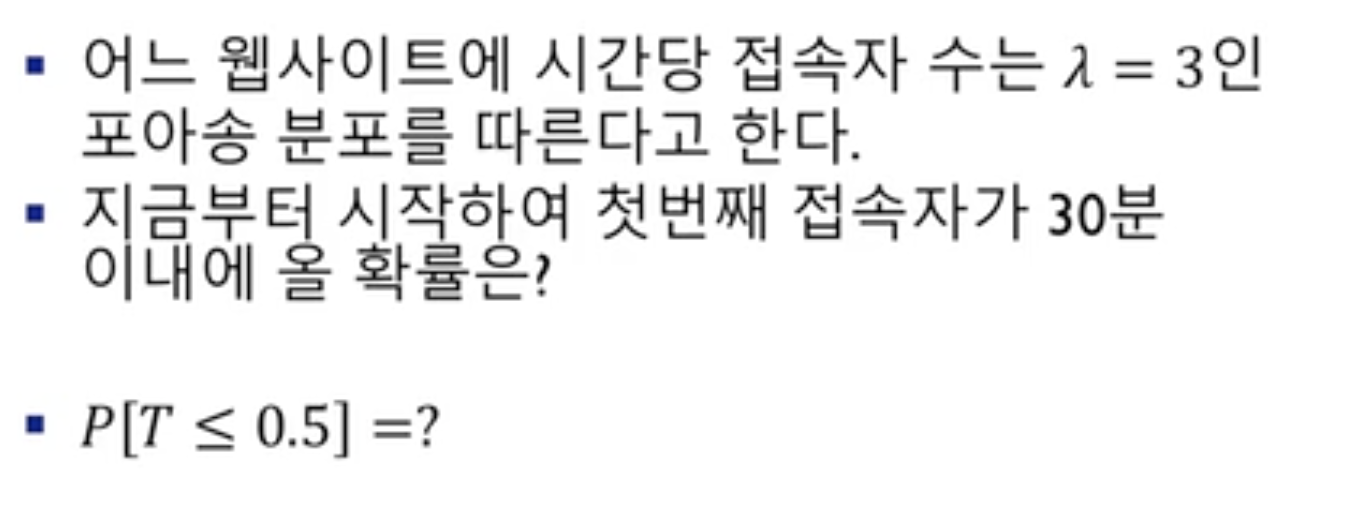 ▪ 어느 웹사이트에 시간당 접속자 수는 λ = 3인
포아송 분포를 따른다고 한다.
▪ 지금부터 시작하여 첫번째 접속자가 30분
이내에 올 확률은?
▪ P[T ≤ 0.5] =?